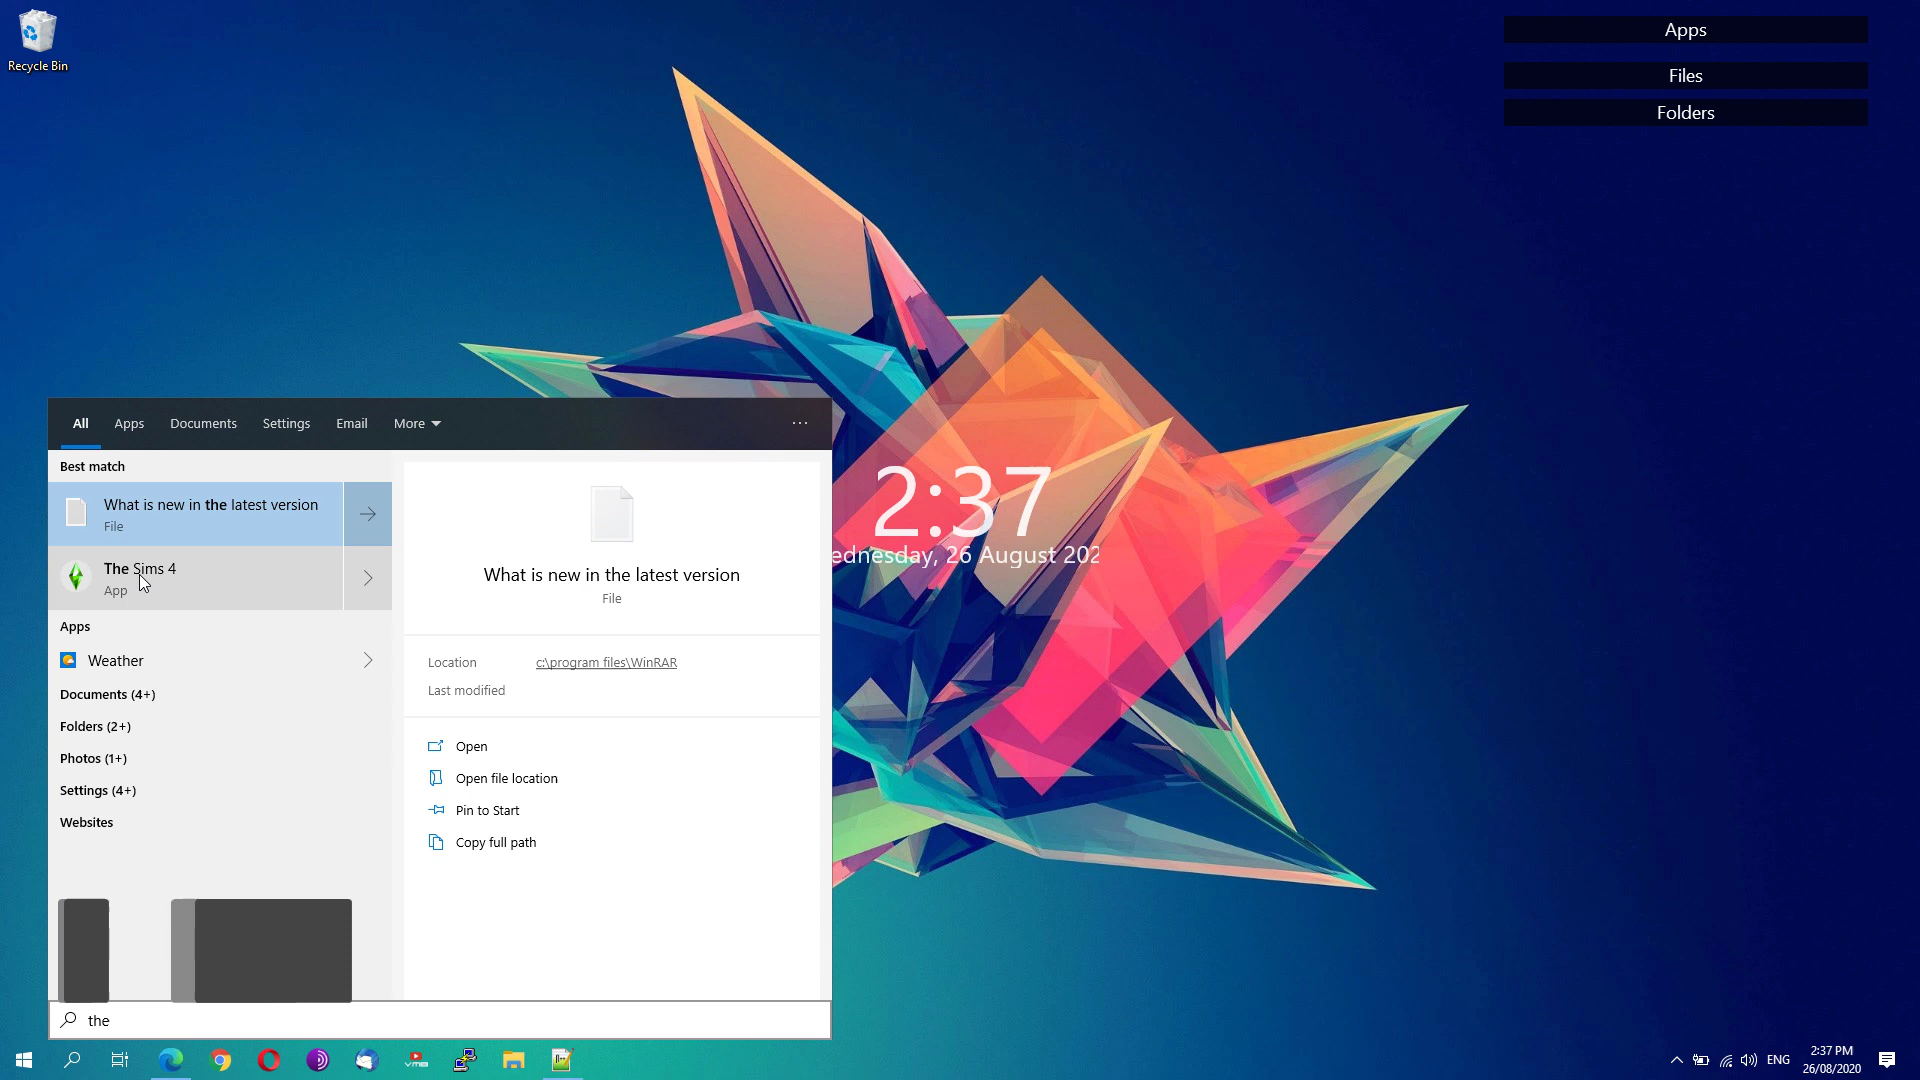 Recycle Bin
Apps
Files
Folders
2:37
ednesday, 26 August 202
All Apps Documents Settings Email More ...
Best match
What is new in the latest version
File
The Sims 4
App
Apps
Weather
Documents (4+)
Folders (2+)
Photos (1+)
Settings (4+)
Websites
What is new in the latest version
File
Location c:\program files\WinRAR
Last modified
Open
Open file location
Pin to Start
Copy full path
the
ENG
2:37 PM
26/08/2020